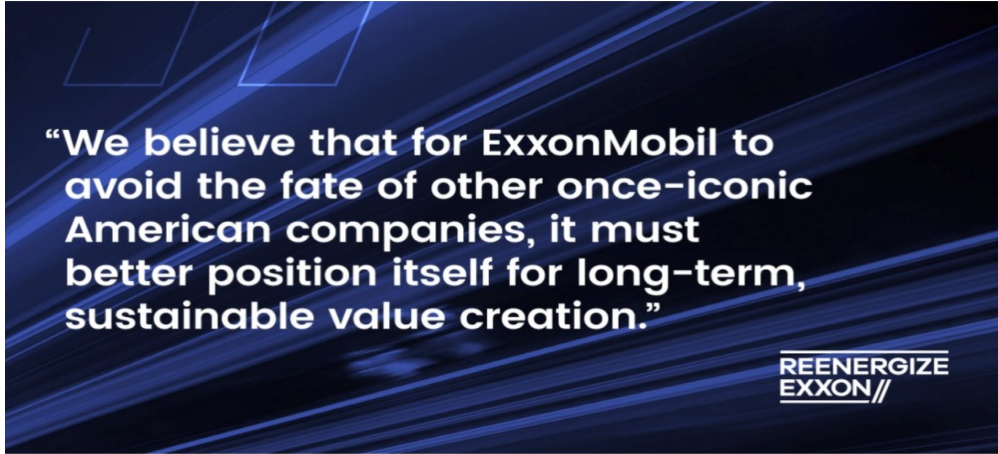 “We believe that for ExxonMobil to
avoid the fate of other once-iconic
American companies, it must
better position itself for long-term,
sustainable value creation.”
REENERGIZE
EXXON//